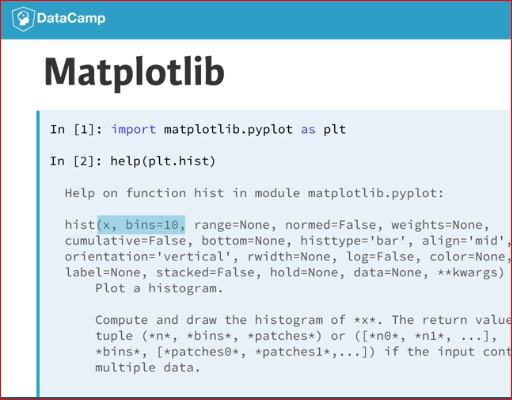 DataCamp
Matplotlib
In [1]: import matplotlib.pyplot as plt
In [2]: help(plt.hist)
Help on function hist in module matplotlib.pyplot:
hist(x, bins=10, range=None, normed=False, weights=None,
cumulative=False, bottom=None, histtype='bar', align='mid',
orientation='vertical', rwidth=None, log=False, color=None,
label=None, stacked=False, hold=None, data=None, **kwargs)
Plot a histogram.
Compute and draw the histogram of *x*. The return value
tuple (*n*, *bins*, *patches*) or ([*n0*, *n1*, ...],
*bins*, [*patches0*, *patches1*,...]) if the input cont
multiple data.